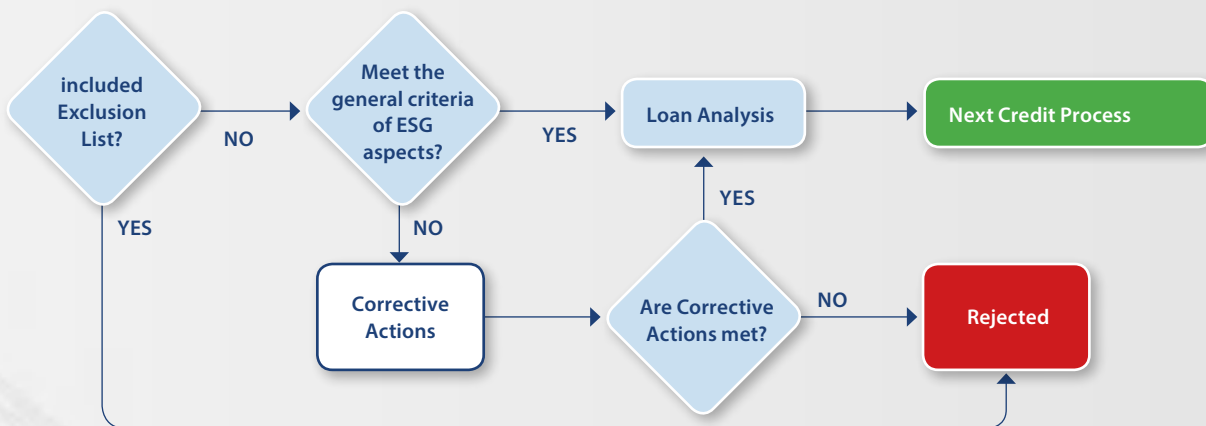 included
Exclusion
List?
NO
YES
Meet the
general criteria
of ESG
aspects?
YES
NO
Loan Analysis
Next Credit Process
Corrective
Actions
Are Corrective
Actions met?
YES
NO
Rejected